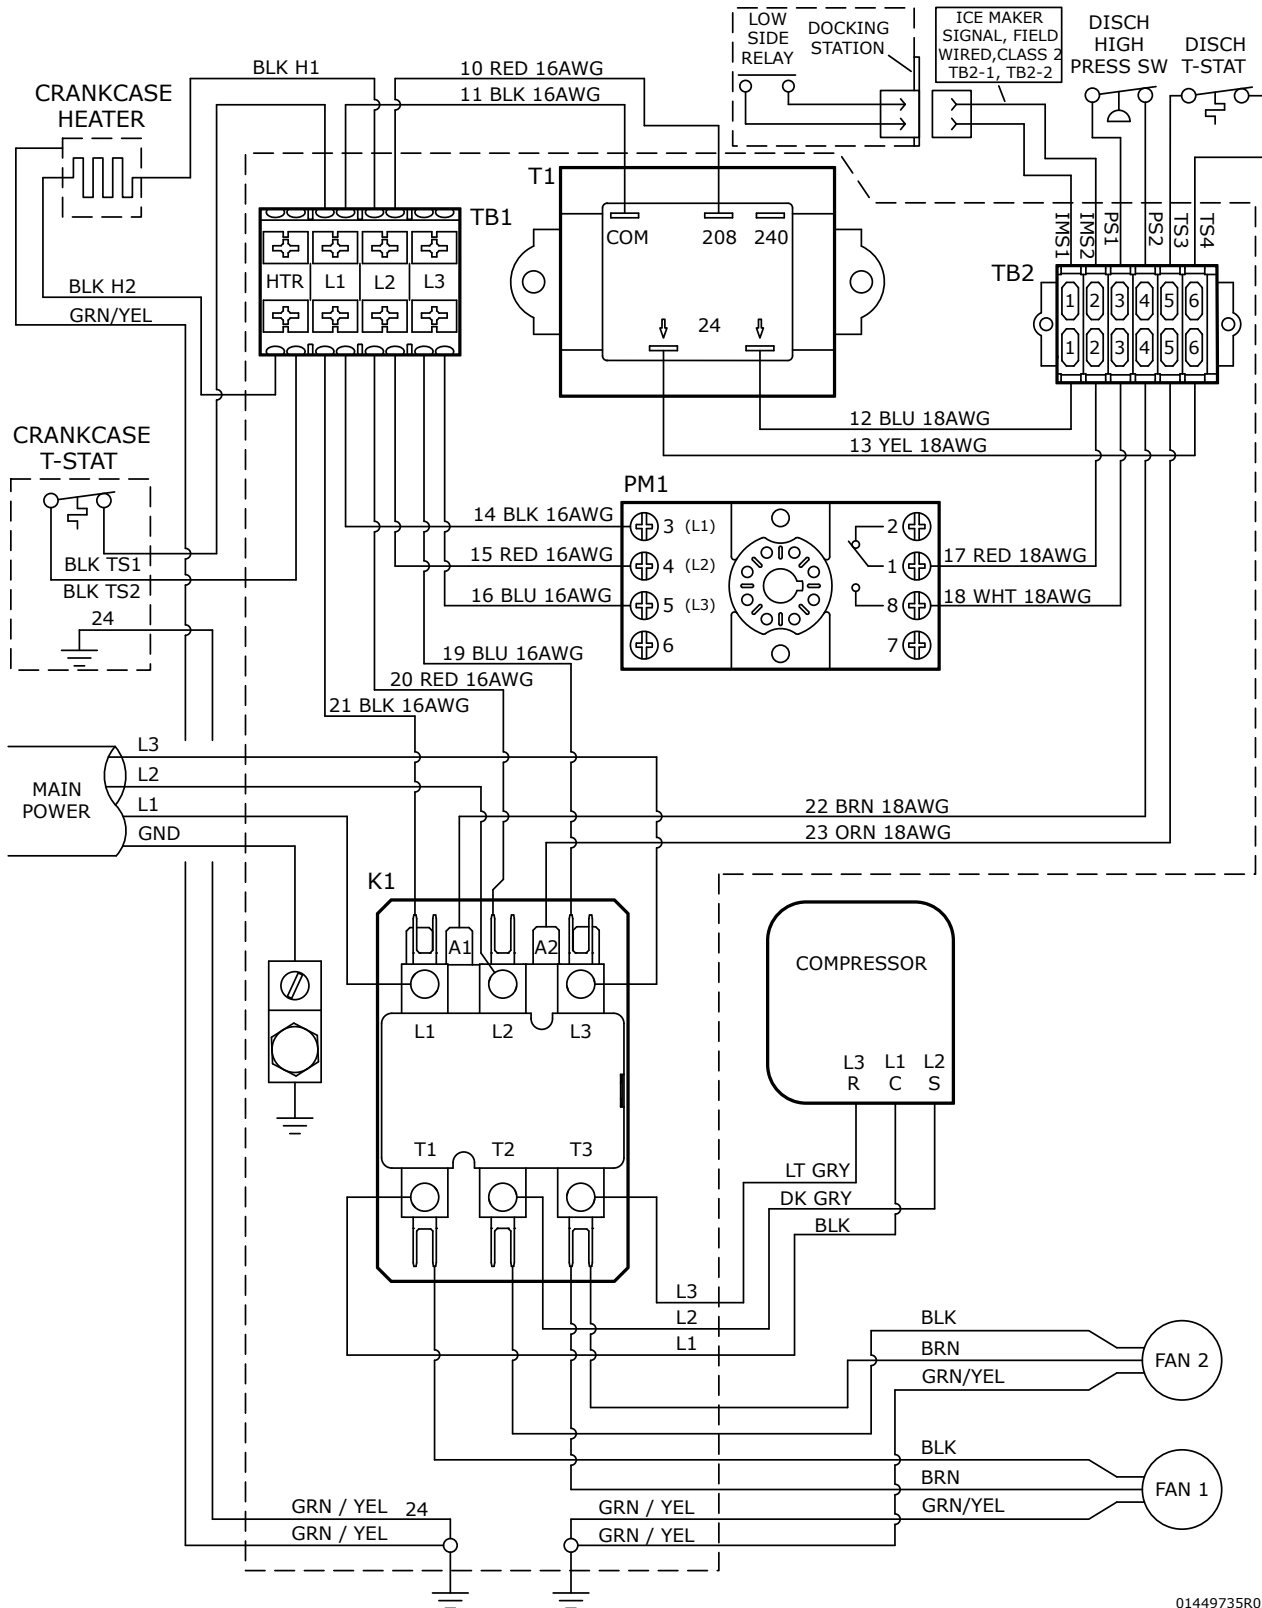 LOW
SIDE
RELAY
DOCKING
STATION
ICE MAKER
SIGNAL, FIELD
WIRED,CLASS 2
TB2-1, TB2-2
DISCH
HIGH
PRESS SW
DISCH
T-STAT
CRANKCASE
HEATER
BLK H1
10 RED 16AWG
11 BLK 16AWG
T1
TB1
COM
208
240
24
HTR
L1
L2
L3
BLK H2
GRN/YEL
IMS1
IMS2
PS1
PS2
TS3
TS4
TB2
1
2
3
4
5
6
1
2
3
4
5
6
12 BLU 18AWG
13 YEL 18AWG
CRANKCASE
T-STAT
BLK TS1
BLK TS2
24
PM1
14 BLK 16AWG
3 (L1)
15 RED 16AWG
4 (L2)
16 BLU 16AWG
5 (L3)
6
2
1
8
7
17 RED 18AWG
18 WHT 18AWG
19 BLU 16AWG
20 RED 16AWG
21 BLK 16AWG
MAIN
POWER
L3
L2
L1
GND
22 BRN 18AWG
23 ORN 18AWG
K1
A1
A2
L1
L2
L3
T1
T2
T3
COMPRESSOR
L3
R
L1
C
L2
S
LT GRY
DK GRY
BLK
L3
L2
L1
BLK
BRN
GRN/YEL
FAN 2
BLK
BRN
GRN/YEL
FAN 1
GRN / YEL 24
GRN / YEL
GRN / YEL
GRN / YEL
01449735R0